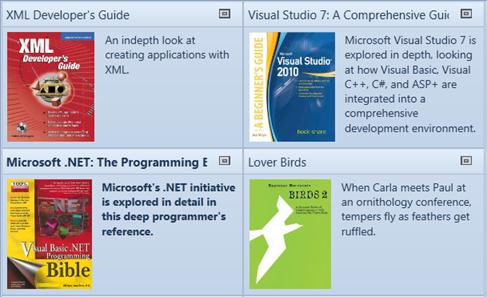 XML Developer's Guide
XML
Developer's
Guide
An indepth look at
creating applications with
XML.
Visual Studio 7: A Comprehensive Gui
A BEGINNER'S GUIDE
Microsoft
Visual Studio
2010
book-share
Microsoft Visual Studio 7 is
explored in depth, looking
at how Visual Basic, Visual
C++, C#, and ASP+ are
integrated into a
comprehensive
development environment.
Microsoft .NET: The Programming E
100%
Visual Basic .NET
Programming
Bible
Microsoft's .NET initiative
is explored in detail in
this deep programmer's
reference.
Lover Birds
BIRDS 2
When Carla meets Paul at
an ornithology conference,
tempers fly as feathers get
ruffled.